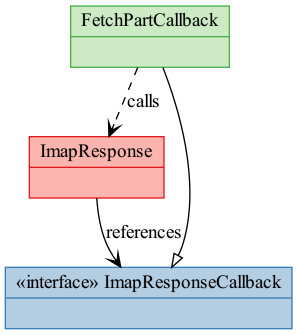 FetchPartCallback
calls
ImapResponse
references
«interface» ImapResponseCallback